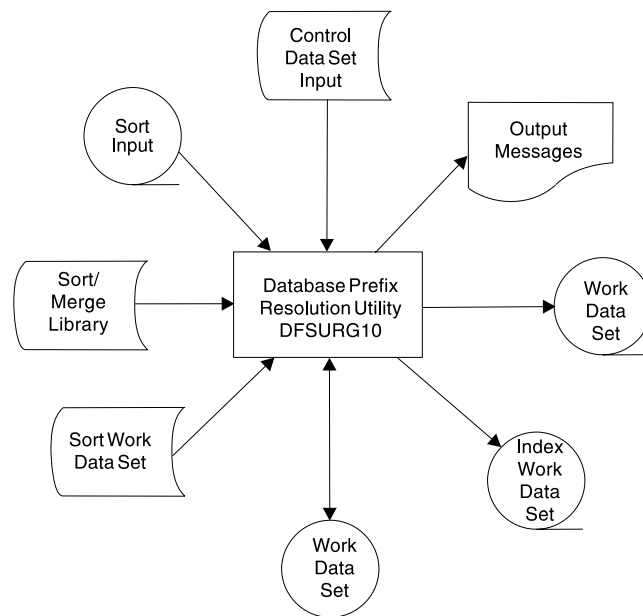 Control
Data Set
Input
Sort
Input
Output
Messages
Sort/
Merge
Library
Database Prefix
Resolution Utility
DFSURG10
Work
Data
Set
Sort Work
Data Set
Index
Work
Data
Set
Work
Data
Set